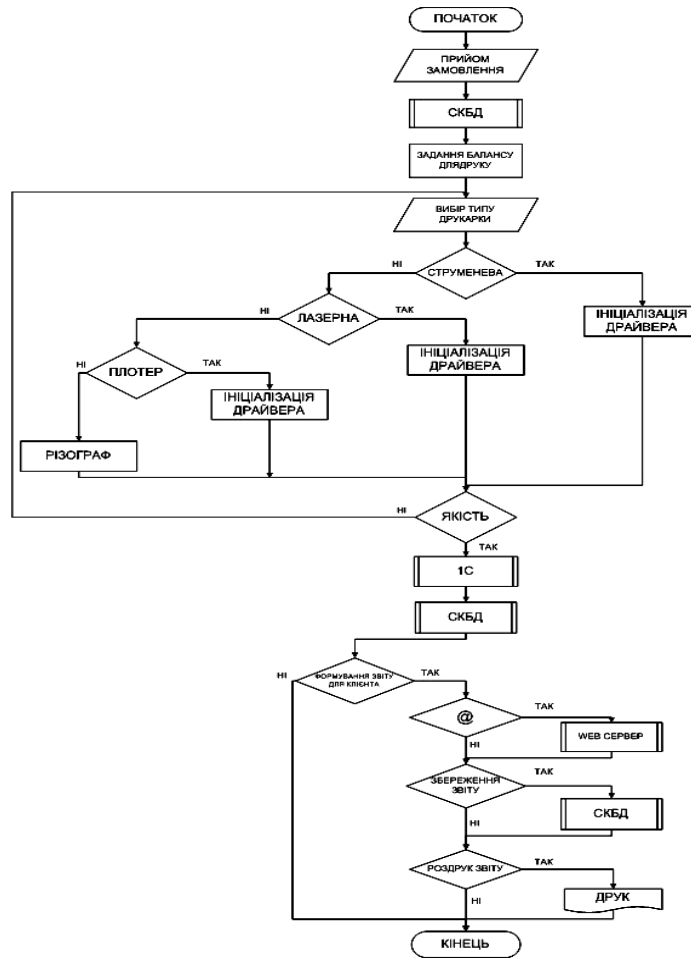 ПОЧАТОК
ПРИЙОМ
ЗАМОВЛЕННЯ
СКБД
ЗАДАННЯ БАЛАНСУ
ДЛЯДРУКУ
ВИБІР ТИПУ
ДРУКАРКИ
НІ
СТРУМЕНЕВА
ТАК
НІ
ЛАЗЕРНА
ТАК
ІНІЦІАЛІЗАЦІЯ
ДРАЙВЕРА
НІ
ПЛОТЕР
ТАК
ІНІЦІАЛІЗАЦІЯ
ДРАЙВЕРА
ІНІЦІАЛІЗАЦІЯ
ДРАЙВЕРА
РІЗОГРАФ
НІ
ЯКІСТЬ
ТАК
1С
СКБД
НІ
ФОРМУВАННЯ ЗВІТУ
ДЛЯ КЛІЄНТА
ТАК
@
ТАК
НІ
WEB СЕРВЕР
ЗБЕРЕЖЕННЯ
ЗВІТУ
ТАК
НІ
СКБД
РОЗДРУК ЗВІТУ
ТАК
НІ
ДРУК
КІНЕЦЬ